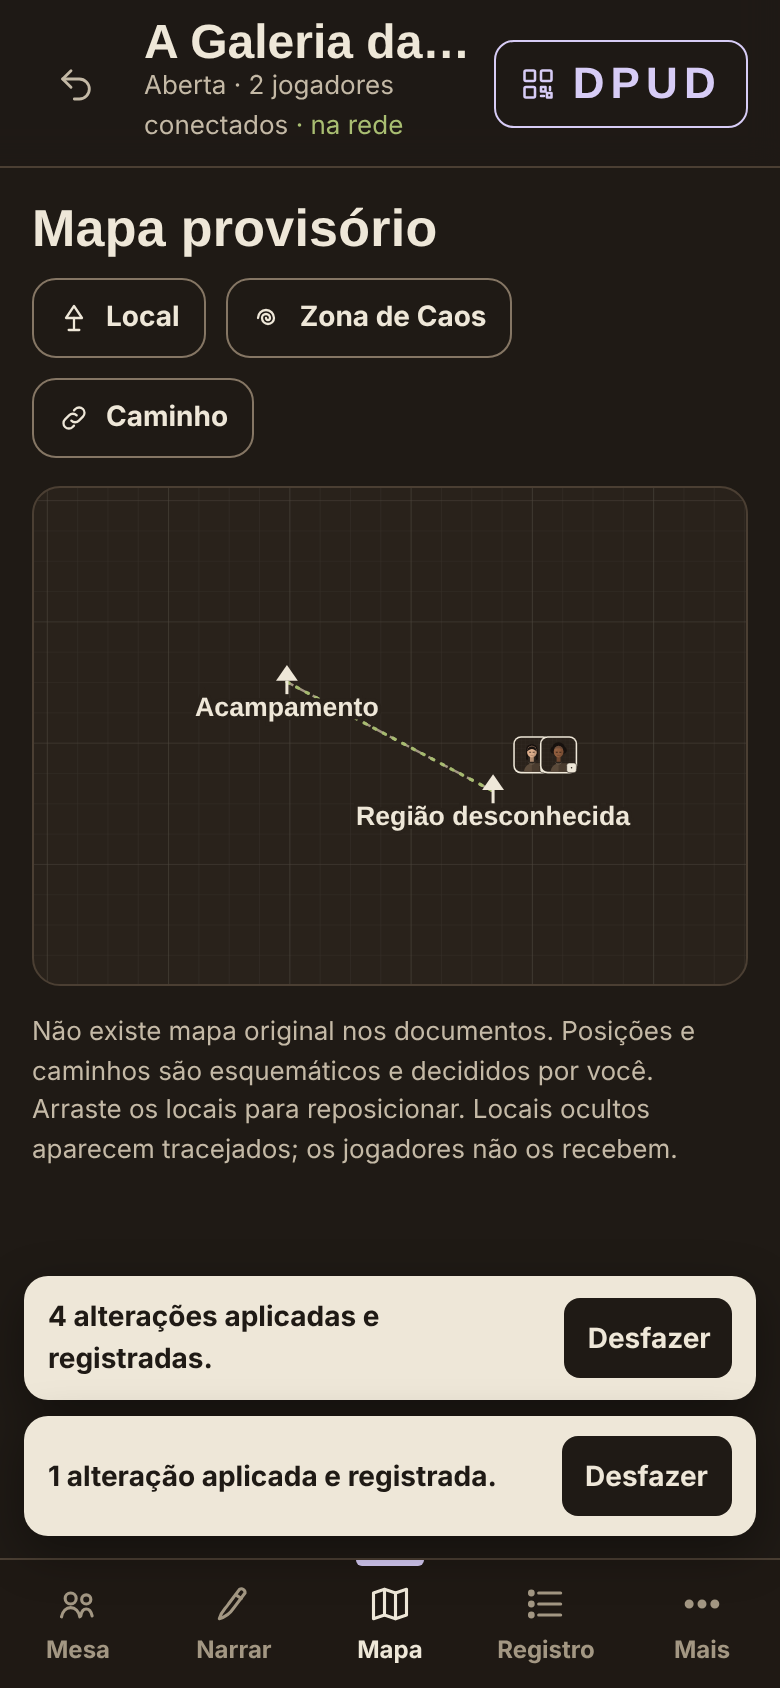 A Galeria da...
Aberta · 2 jogadores
conectados · na rede
DPUD
Mapa provisório
Local
Zona de Caos
Caminho
Acampamento
Região desconhecida
Não existe mapa original nos documentos. Posições e
caminhos são esquemáticos e decididos por você.
Arraste os locais para reposicionar. Locais ocultos
aparecem tracejados; os jogadores não os recebem.
4 alterações aplicadas e
registradas.
Desfazer
1 alteração aplicada e registrada.
Desfazer
Mesa
Narrar
Mapa
Registro
Mais